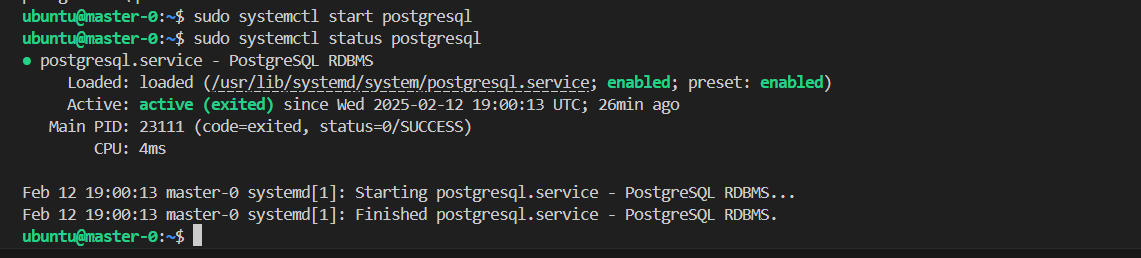 ubuntu@master-0:~$ sudo systemctl start postgresql
ubuntu@master-0:~$ sudo systemctl status postgresql
● postgresql.service - PostgreSQL RDBMS
     Loaded: loaded (/usr/lib/systemd/system/postgresql.service; enabled; preset: enabled)
     Active: active (exited) since Wed 2025-02-12 19:00:13 UTC; 26min ago
   Main PID: 23111 (code=exited, status=0/SUCCESS)
        CPU: 4ms

Feb 12 19:00:13 master-0 systemd[1]: Starting postgresql.service - PostgreSQL RDBMS...
Feb 12 19:00:13 master-0 systemd[1]: Finished postgresql.service - PostgreSQL RDBMS.
ubuntu@master-0:~$